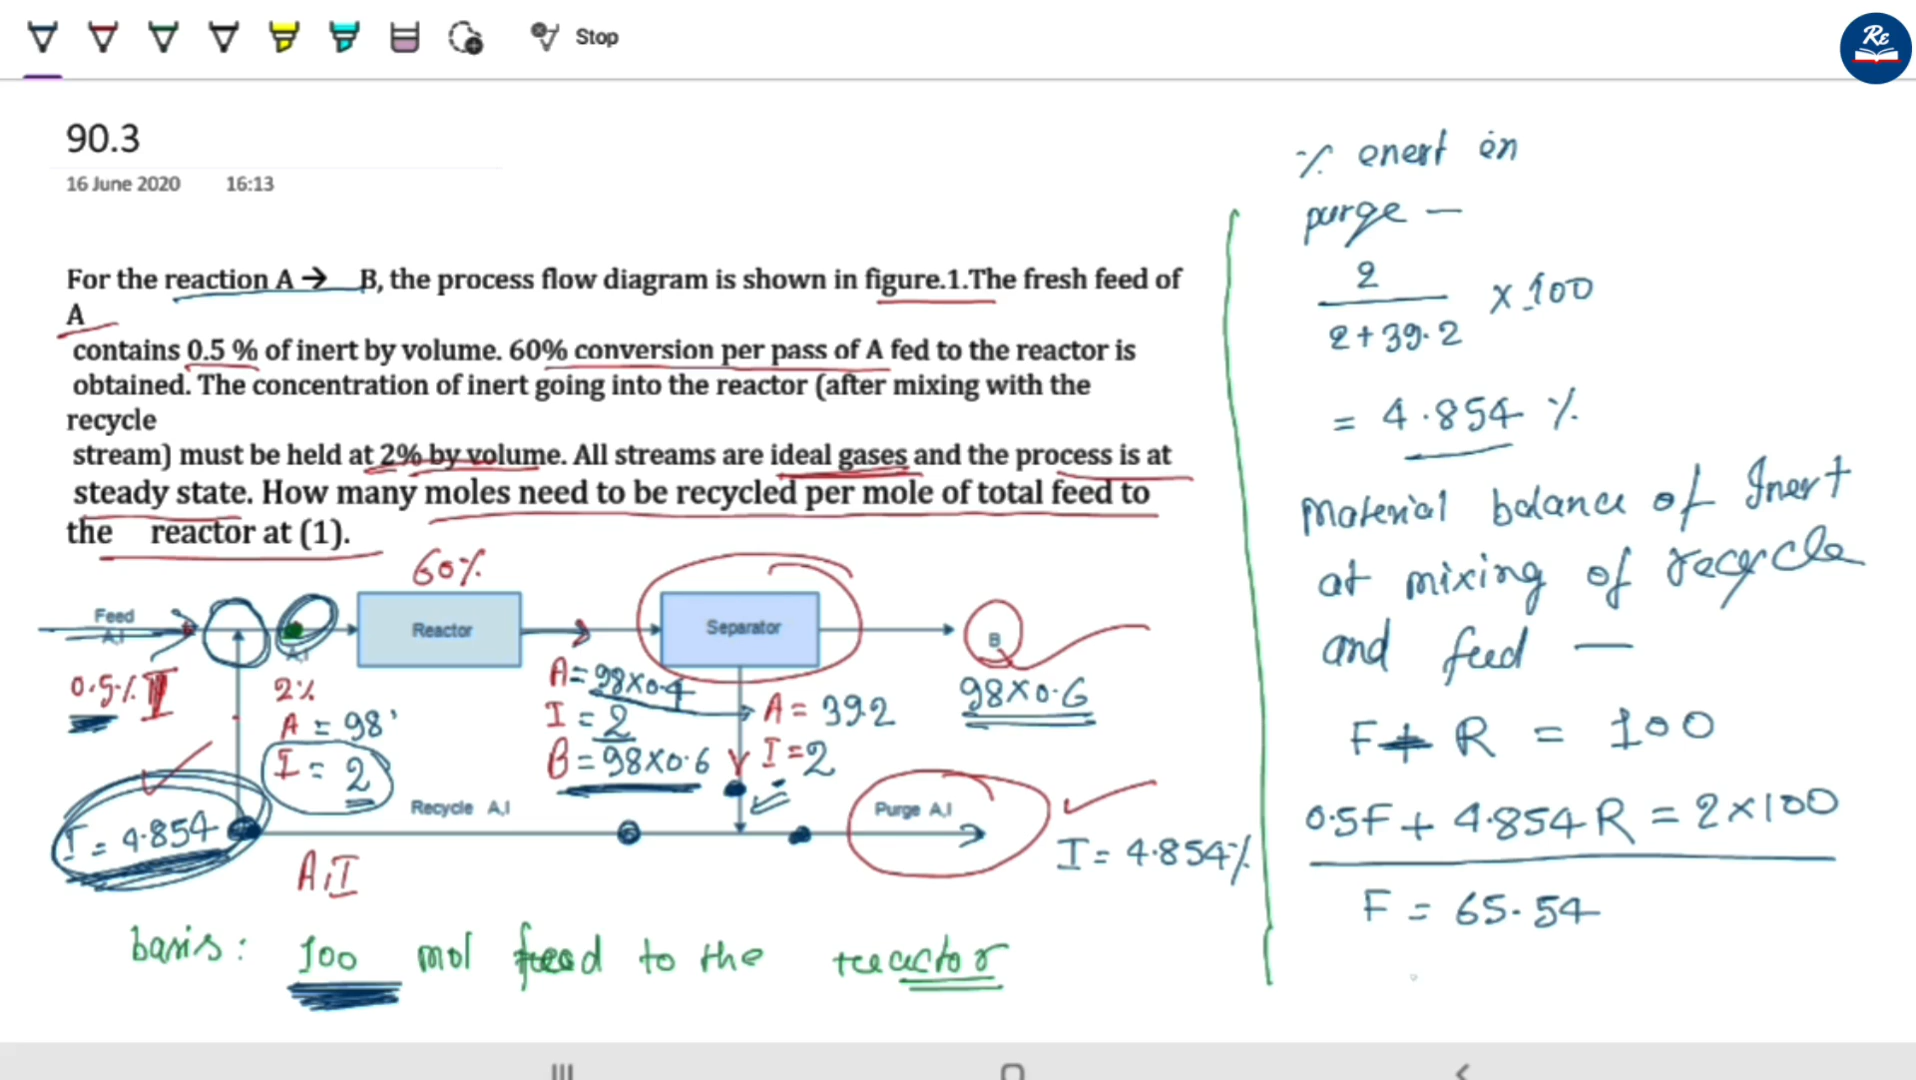 Stop
Re
90.3
16 June 2020 16:13
For the reaction A → B, the process flow diagram is shown in figure.1.The fresh feed of
A
contains 0.5 % of inert by volume. 60% conversion per pass of A fed to the reactor is
obtained. The concentration of inert going into the reactor (after mixing with the
recycle
stream) must be held at 2% by volume. All streams are ideal gases and the process is at
steady state. How many moles need to be recycled per mole of total feed to
the reactor at (1).
60%
Feed
A,I
A,I
Reactor
Separator
B
0.5% I
2%
A = 98
I = 2
A = 98×0.4
I = 2
B = 98×0.6
A = 39.2
I = 2
98×0.6
Recycle A,I
Purge A,I
I = 4.854
A,I
I = 4.854%
basis: 100 mol feed to the reactor
% enert in
purge —
2
2+39.2
× 100
= 4.854 %
Material balance of Inert
at mixing of recycle
and feed —
F + R = 100
0.5F + 4.854R = 2×100
F = 65.54